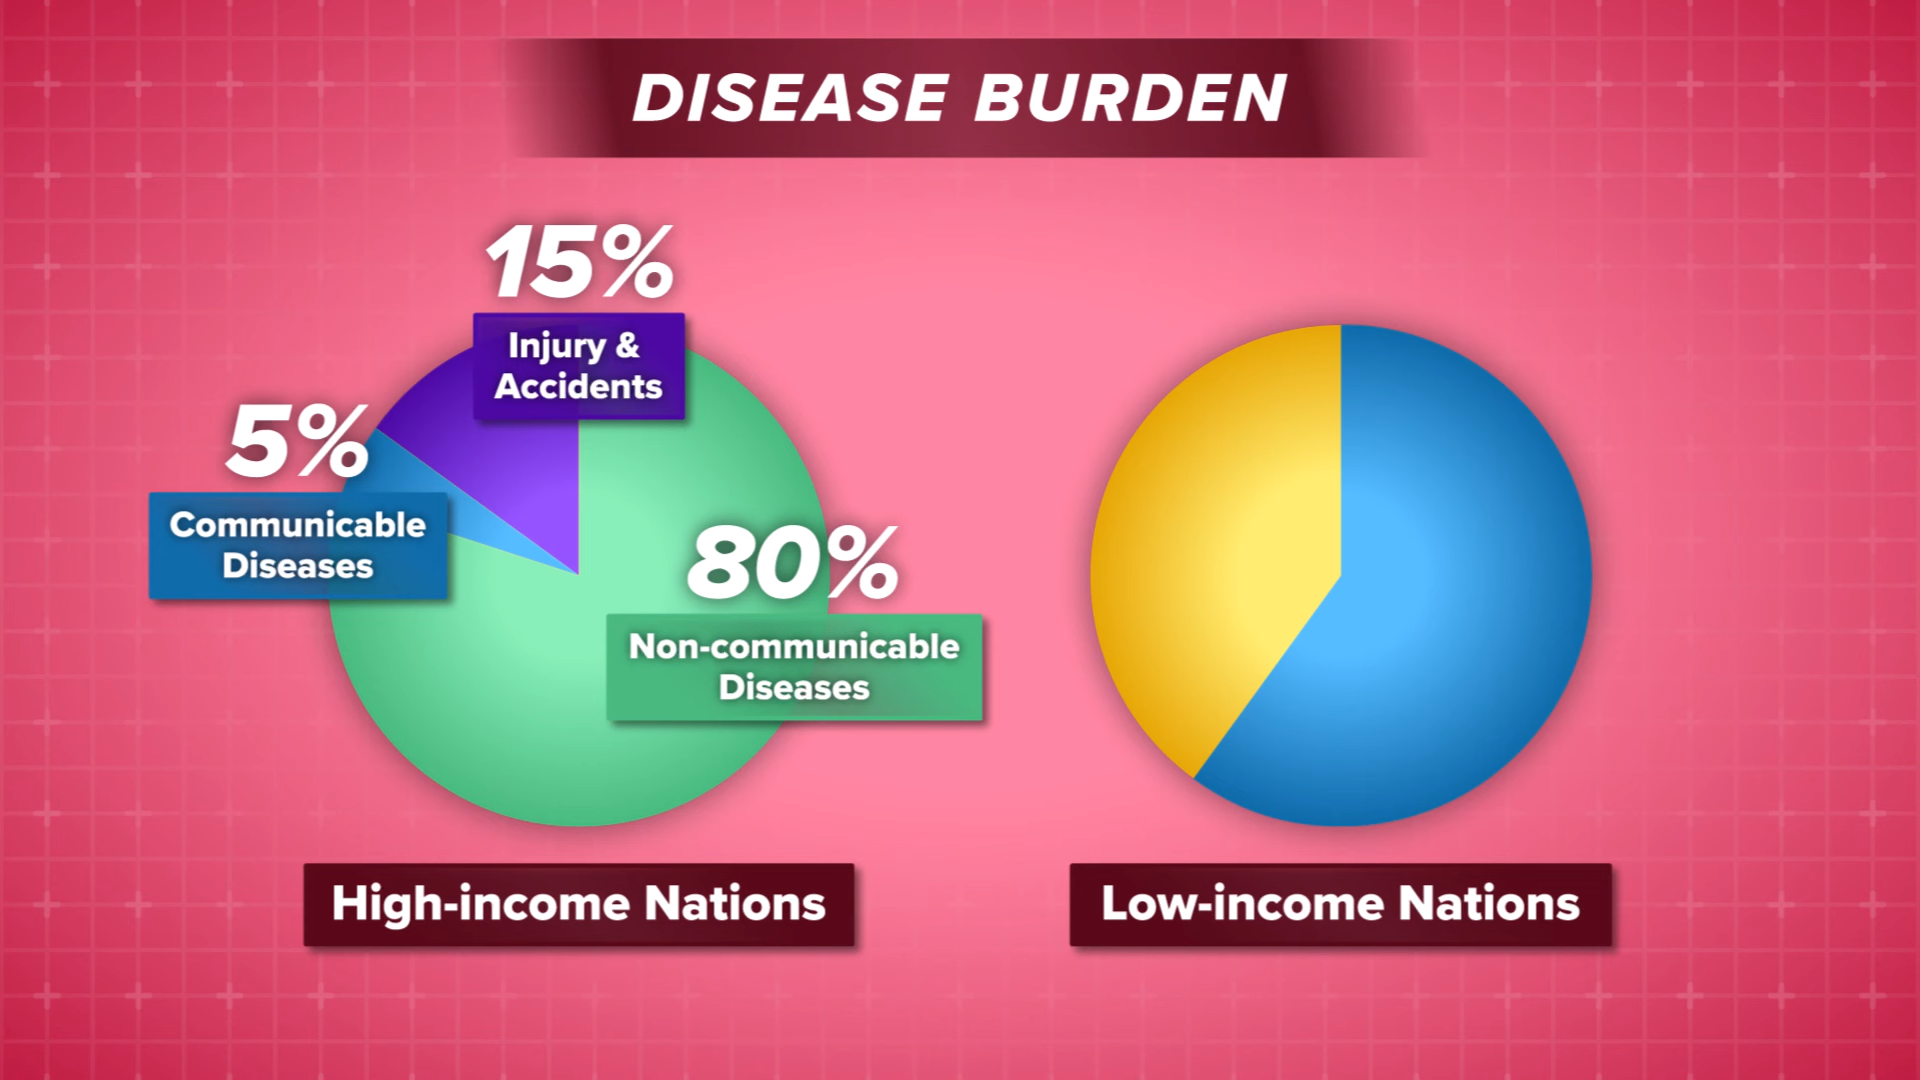 DISEASE BURDEN
15%
Injury &
Accidents
5%
Communicable
Diseases
80%
Non-communicable
Diseases
High-income Nations
Low-income Nations